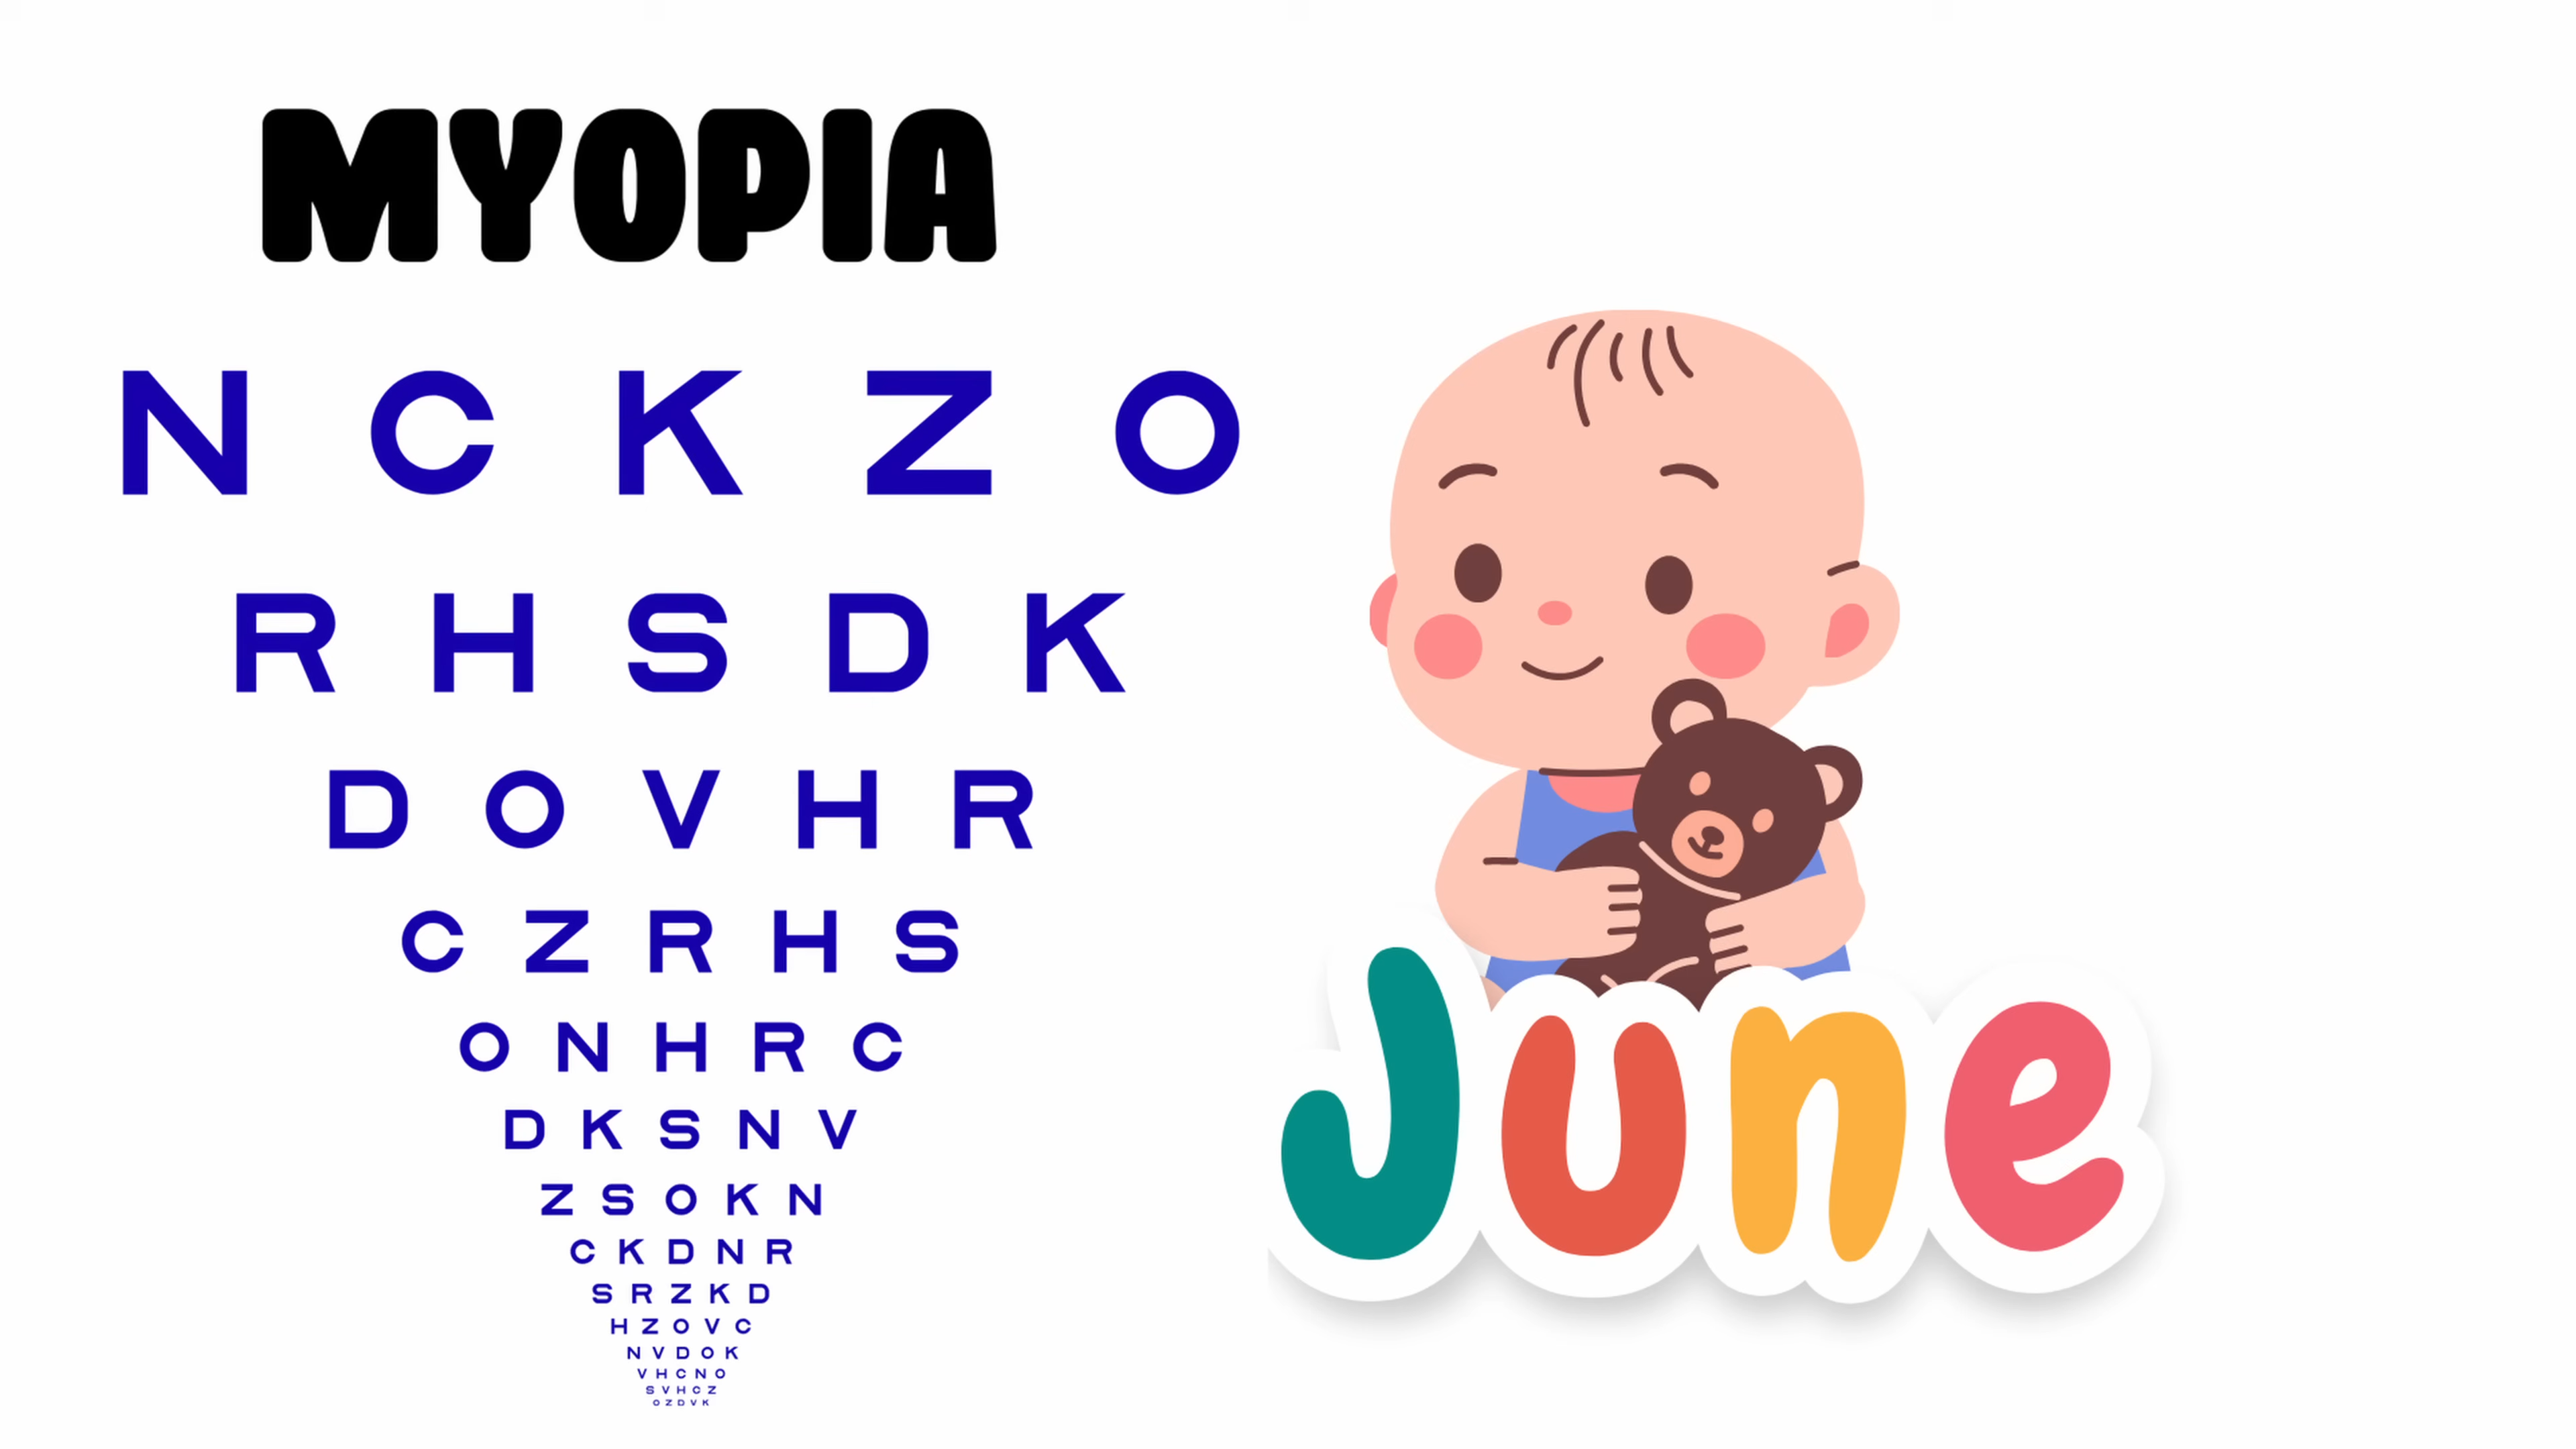 MYOPIA
N C K Z O
R H S D K
D O V H R
C Z R H S
O N H R C
D K S N V
Z S O K N
C K D N R
S R Z K D
H Z O V C
N V D O K
V H C N O
S V H C Z
O Z D V K
June